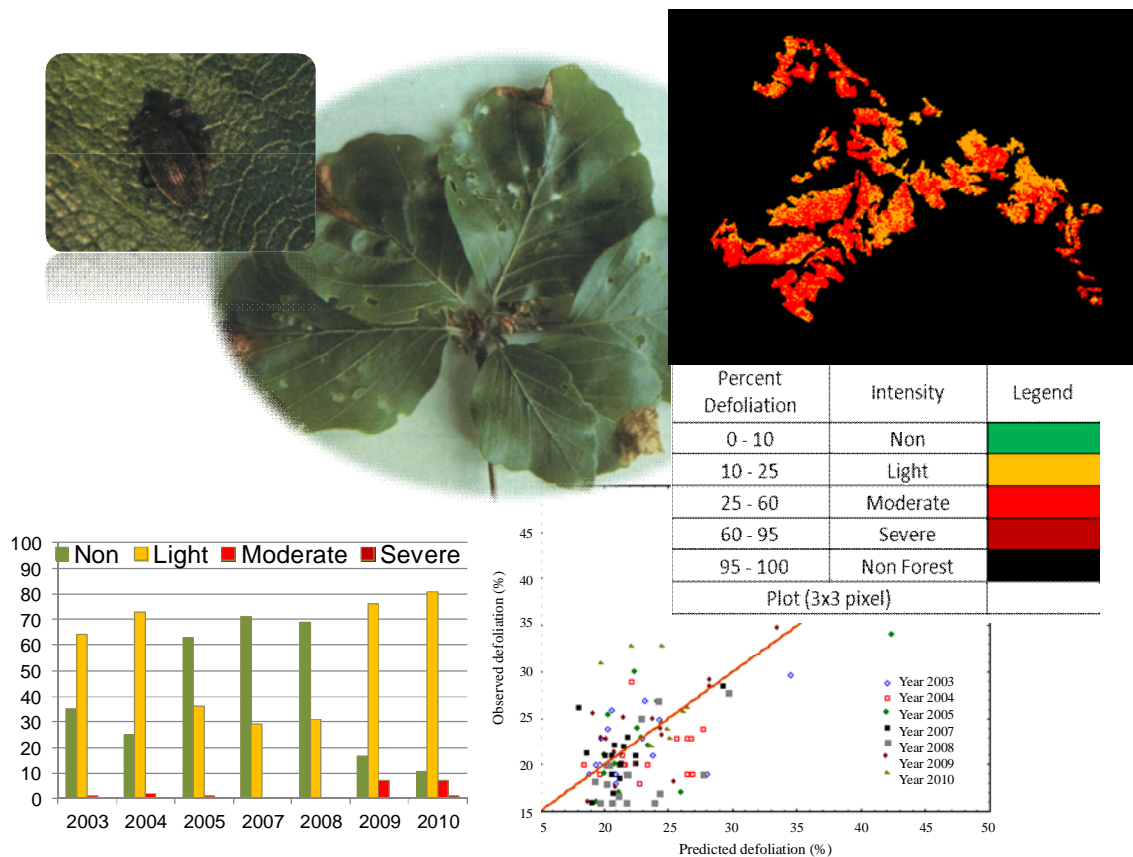 Percent Defoliation Intensity Legend
0 - 10 Non
10 - 25 Light
25 - 60 Moderate
60 - 95 Severe
95 - 100 Non Forest
Plot (3x3 pixel)
Non Light Moderate Severe
100
90
80
70
60
50
40
30
20
10
0
2003 2004 2005 2007 2008 2009 2010
Observed defoliation (%)
45
40
35
30
25
20
15
5 20 25 30 35 40 45 50
Predicted defoliation (%)
Year 2003
Year 2004
Year 2005
Year 2007
Year 2008
Year 2009
Year 2010